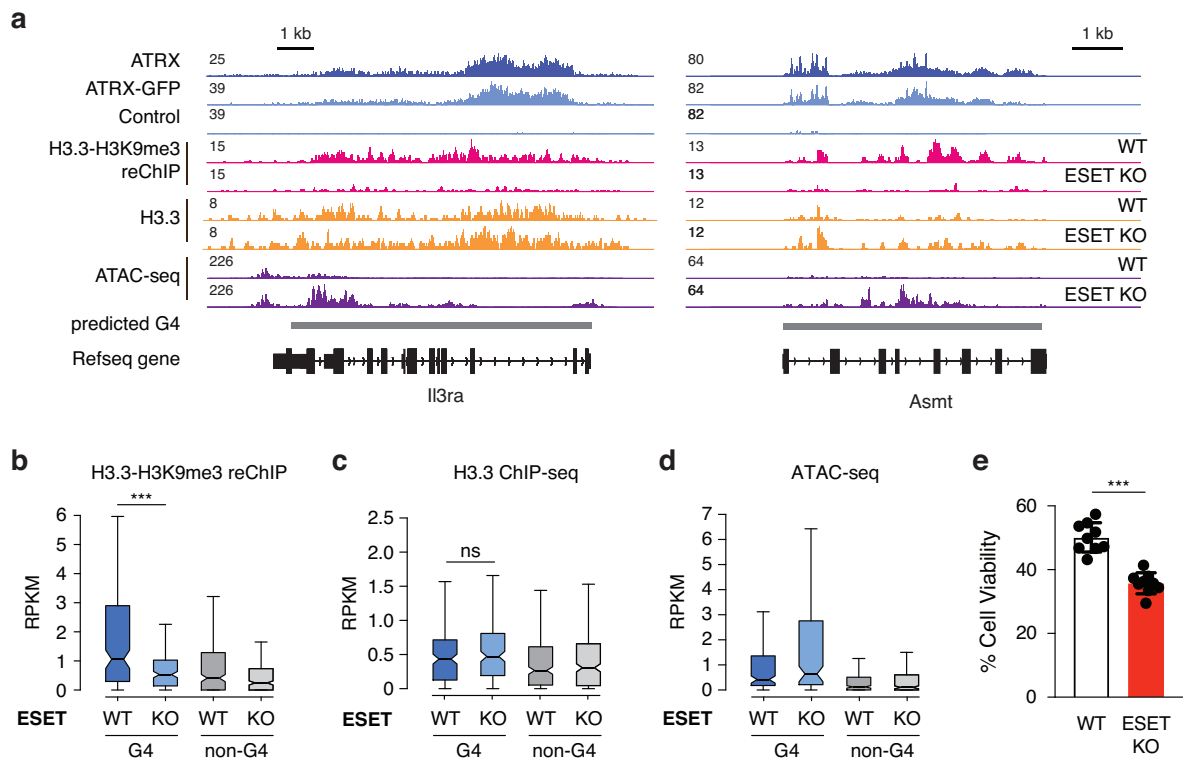 a
1 kb
1 kb
ATRX
25
80
ATRX-GFP
39
82
Control
39
82
H3.3-H3K9me3
reChIP
15
13
WT
15
13
ESET KO
H3.3
8
12
WT
8
12
ESET KO
ATAC-seq
226
64
WT
226
64
ESET KO
predicted G4
Refseq gene
Il3ra
Asmt
b
H3.3-H3K9me3 reChIP
***
RPKM
6
5
4
3
2
1
0
ESET
WT
KO
WT
KO
G4
non-G4
c
H3.3 ChIP-seq
ns
RPKM
2.5
2.0
1.5
1.0
0.5
0
ESET
WT
KO
WT
KO
G4
non-G4
d
ATAC-seq
RPKM
7
6
5
4
3
2
1
0
WT
KO
WT
KO
G4
non-G4
e
***
% Cell Viability
60
40
20
0
WT
ESET
KO